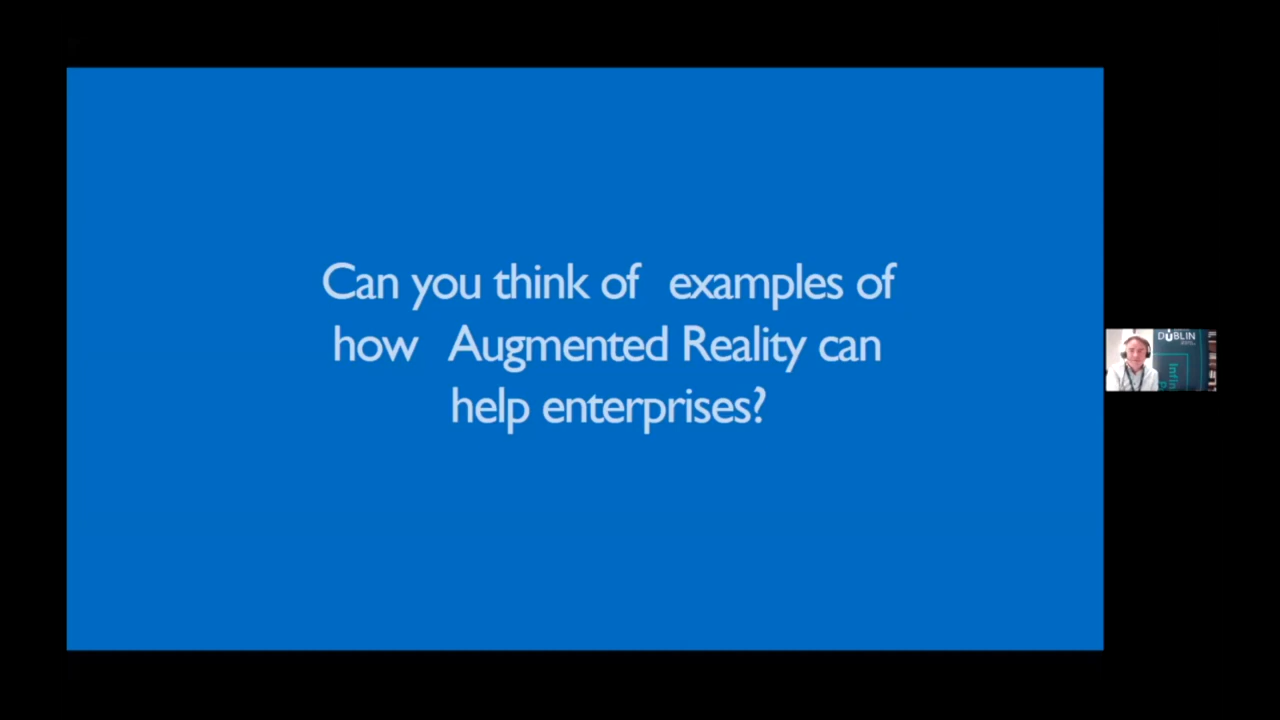 Can you think of examples of
how Augmented Reality can
help enterprises?
DUBLIN